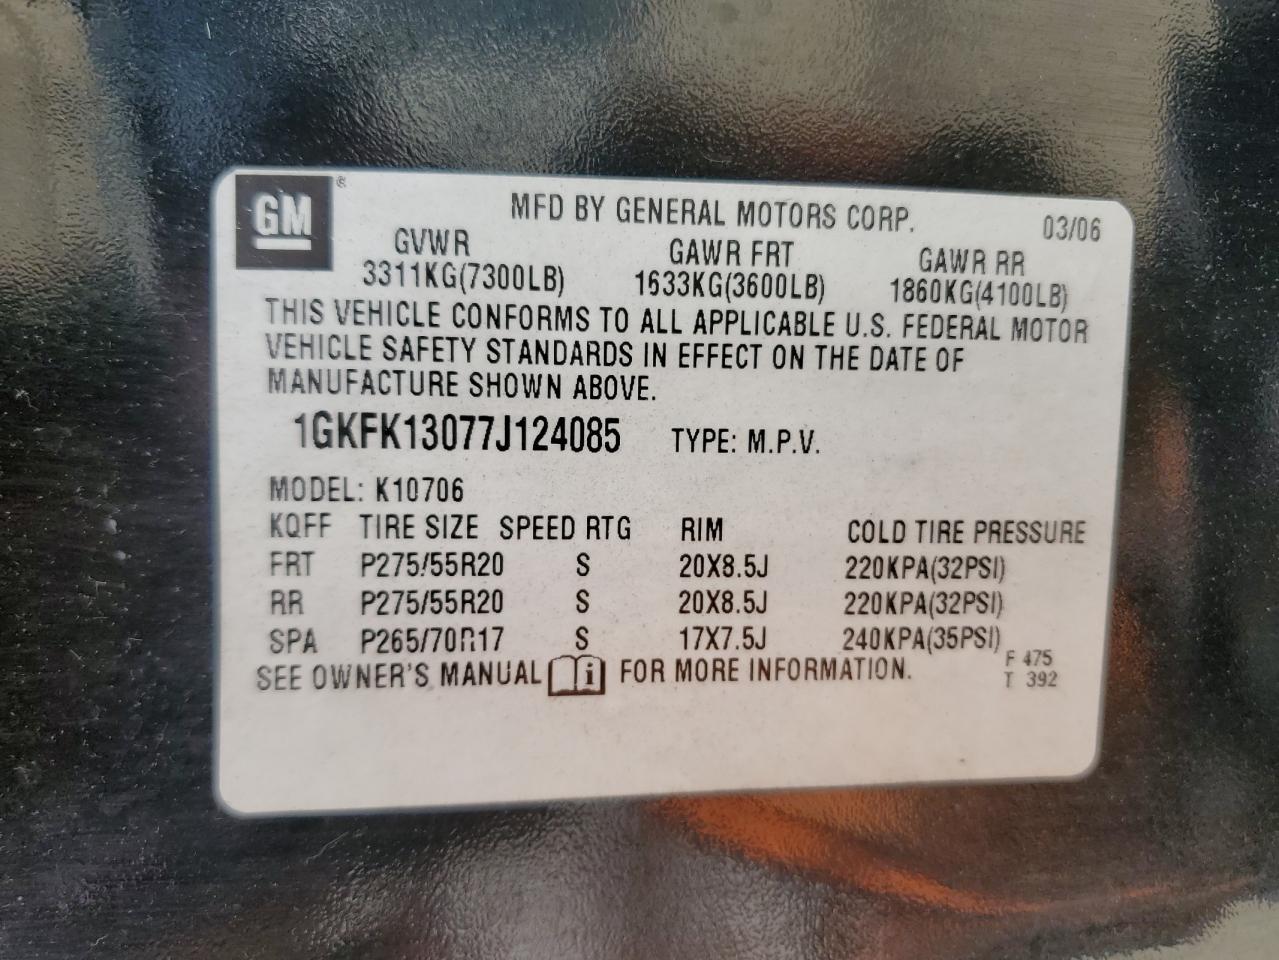 GM®
MFD BY GENERAL MOTORS CORP. 03/06
GVWR GAWR FRT GAWR RR
3311KG(7300LB) 1633KG(3600LB) 1860KG(4100LB)
THIS VEHICLE CONFORMS TO ALL APPLICABLE U.S. FEDERAL MOTOR
VEHICLE SAFETY STANDARDS IN EFFECT ON THE DATE OF
MANUFACTURE SHOWN ABOVE.
1GKFK13077J124085 TYPE: M.P.V.
MODEL: K10706
KQFF TIRE SIZE SPEED RTG RIM COLD TIRE PRESSURE
FRT P275/55R20 S 20X8.5J 220KPA(32PSI)
RR P275/55R20 S 20X8.5J 220KPA(32PSI)
SPA P265/70R17 S 17X7.5J 240KPA(35PSI)
SEE OWNER'S MANUAL i FOR MORE INFORMATION.
F 475
T 392